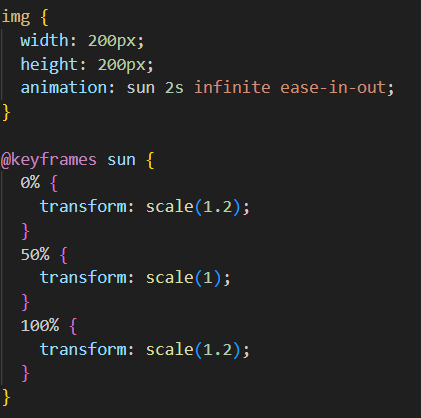 img {
  width: 200px;
  height: 200px;
  animation: sun 2s infinite ease-in-out;
}

@keyframes sun {
  0% {
    transform: scale(1.2);
  }
  50% {
    transform: scale(1);
  }
  100% {
    transform: scale(1.2);
  }
}